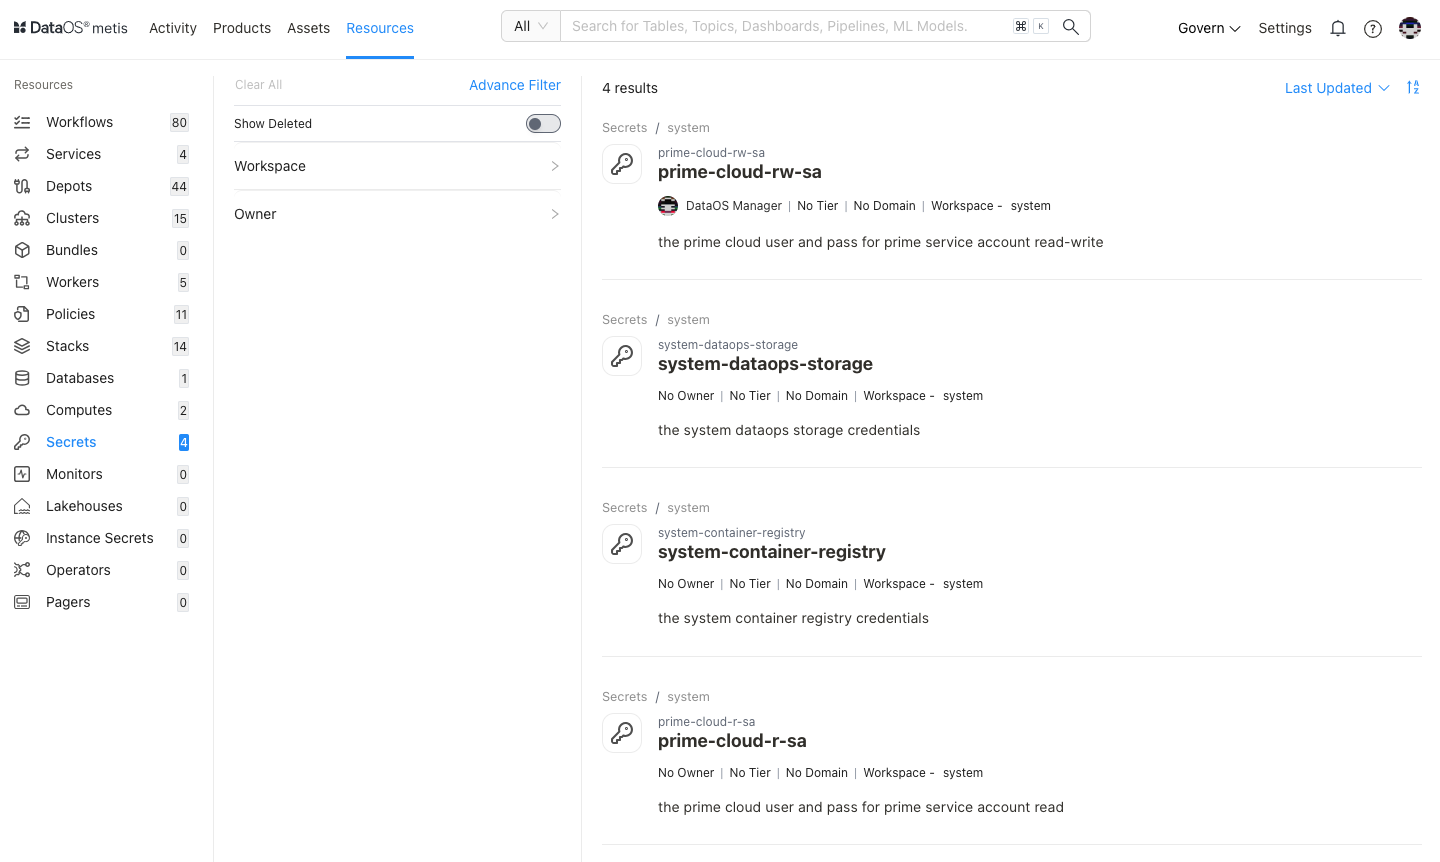 DataOS® metis Activity Products Assets Resources All Search for Tables, Topics, Dashboards, Pipelines, ML Models. ⌘ K Govern Settings
Resources
Workflows 80
Services 4
Depots 44
Clusters 15
Bundles 0
Workers 5
Policies 11
Stacks 14
Databases 1
Computes 2
Secrets 4
Monitors 0
Lakehouses 0
Instance Secrets 0
Operators 0
Pagers 0
Clear All Advance Filter
Show Deleted
Workspace
Owner
4 results Last Updated
Secrets / system
prime-cloud-rw-sa
prime-cloud-rw-sa
DataOS Manager | No Tier | No Domain | Workspace - system
the prime cloud user and pass for prime service account read-write
Secrets / system
system-dataops-storage
system-dataops-storage
No Owner | No Tier | No Domain | Workspace - system
the system dataops storage credentials
Secrets / system
system-container-registry
system-container-registry
No Owner | No Tier | No Domain | Workspace - system
the system container registry credentials
Secrets / system
prime-cloud-r-sa
prime-cloud-r-sa
No Owner | No Tier | No Domain | Workspace - system
the prime cloud user and pass for prime service account read